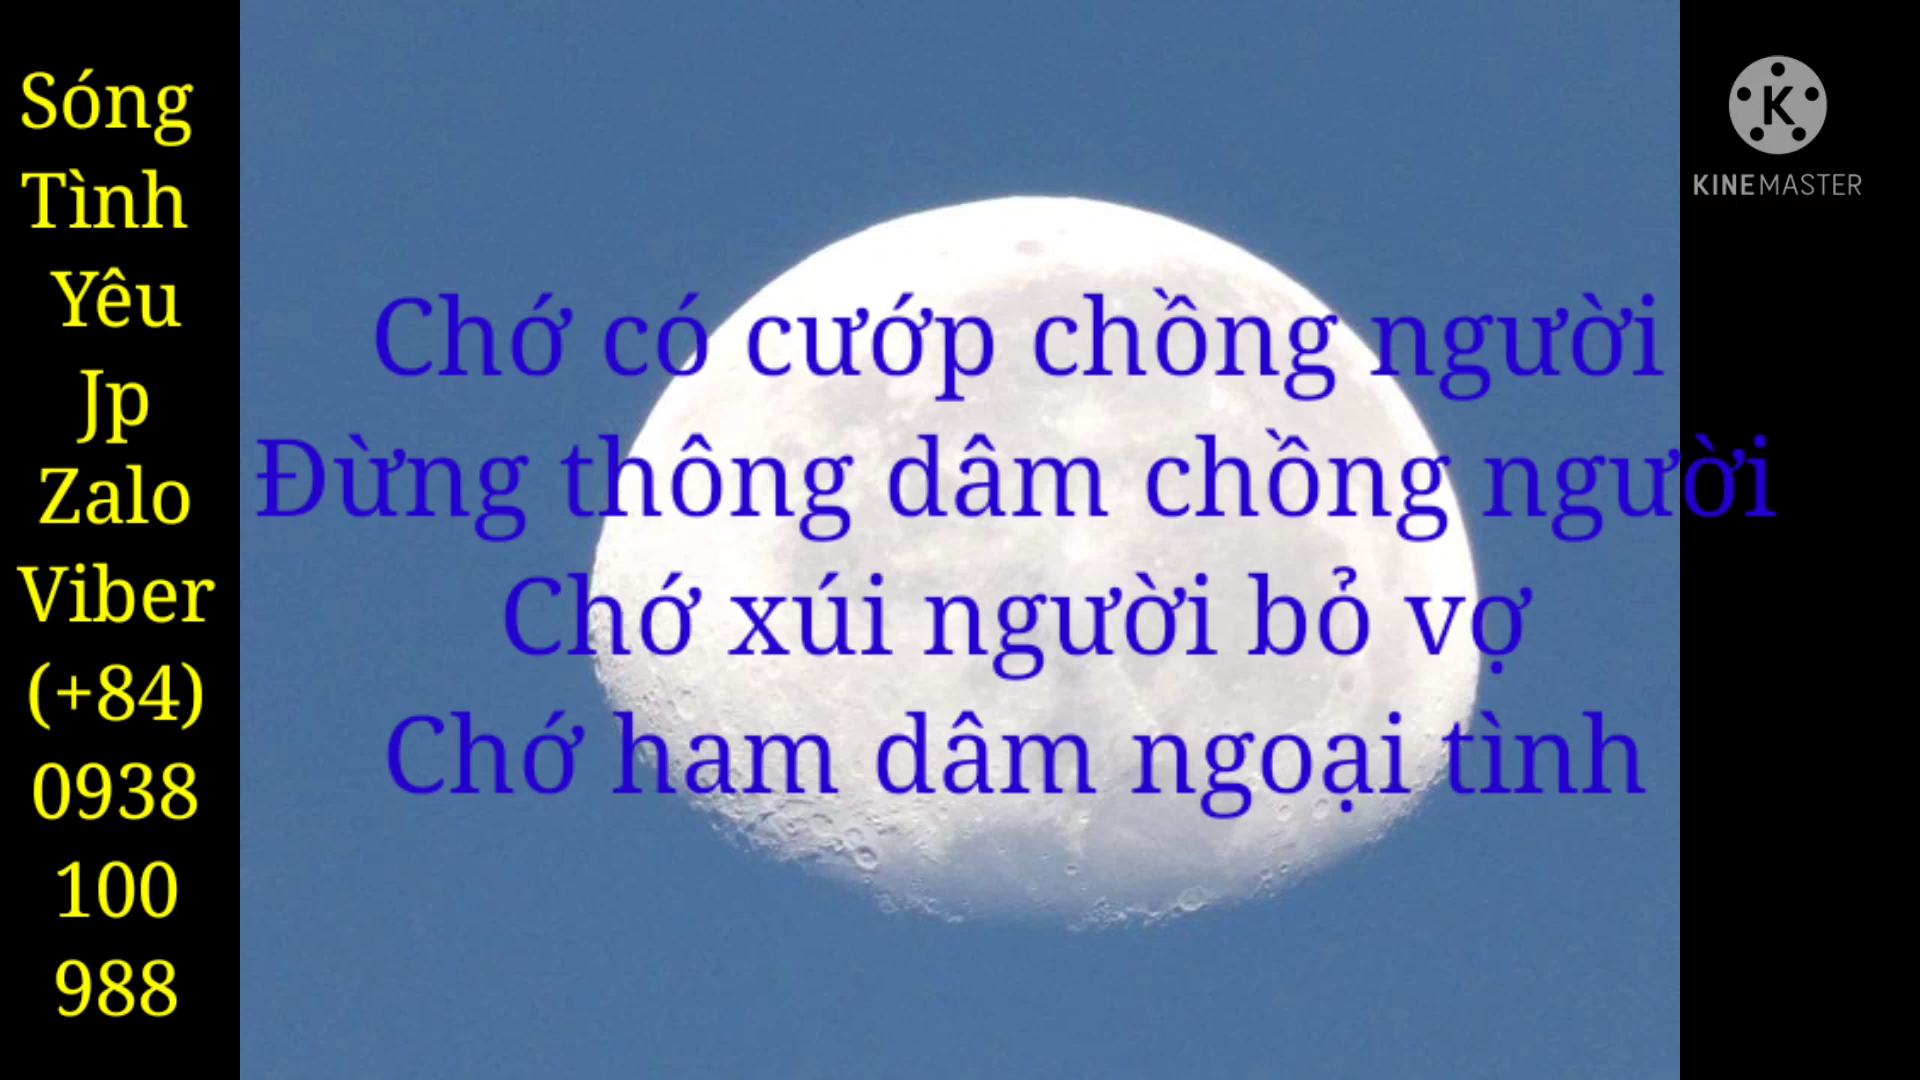 Sóng
Tình
Yêu
Jp
Zalo
Viber
(+84)
0938
100
988
Chớ có cướp chồng người
Đừng thông dâm chồng người
Chớ xúi người bỏ vợ
Chớ ham dâm ngoại tình
K
KINEMASTER